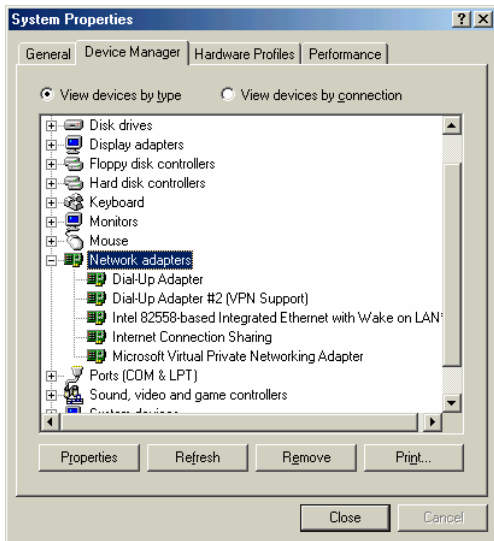 System Properties
General Device Manager Hardware Profiles Performance
View devices by type View devices by connection
Disk drives
Display adapters
Floppy disk controllers
Hard disk controllers
Keyboard
Monitors
Mouse
Network adapters
Dial-Up Adapter
Dial-Up Adapter #2 (VPN Support)
Intel 82558-based Integrated Ethernet with Wake on LAN*
Internet Connection Sharing
Microsoft Virtual Private Networking Adapter
Ports (COM & LPT)
Sound, video and game controllers
System devices
Properties Refresh Remove Print...
Close Cancel